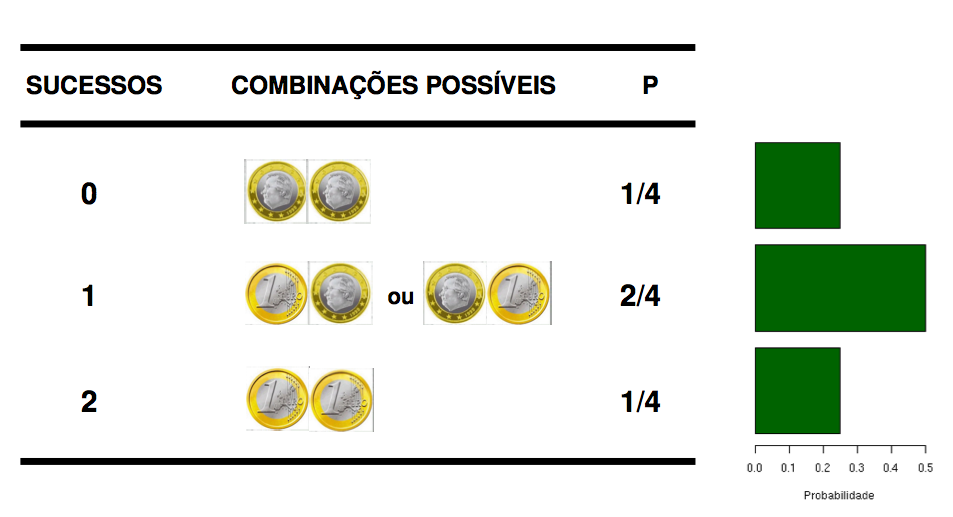 SUCESSOS COMBINAÇÕES POSSÍVEIS P
0 1/4
1 ou 2/4
2 1/4
0.0 0.1 0.2 0.3 0.4 0.5
Probabilidade